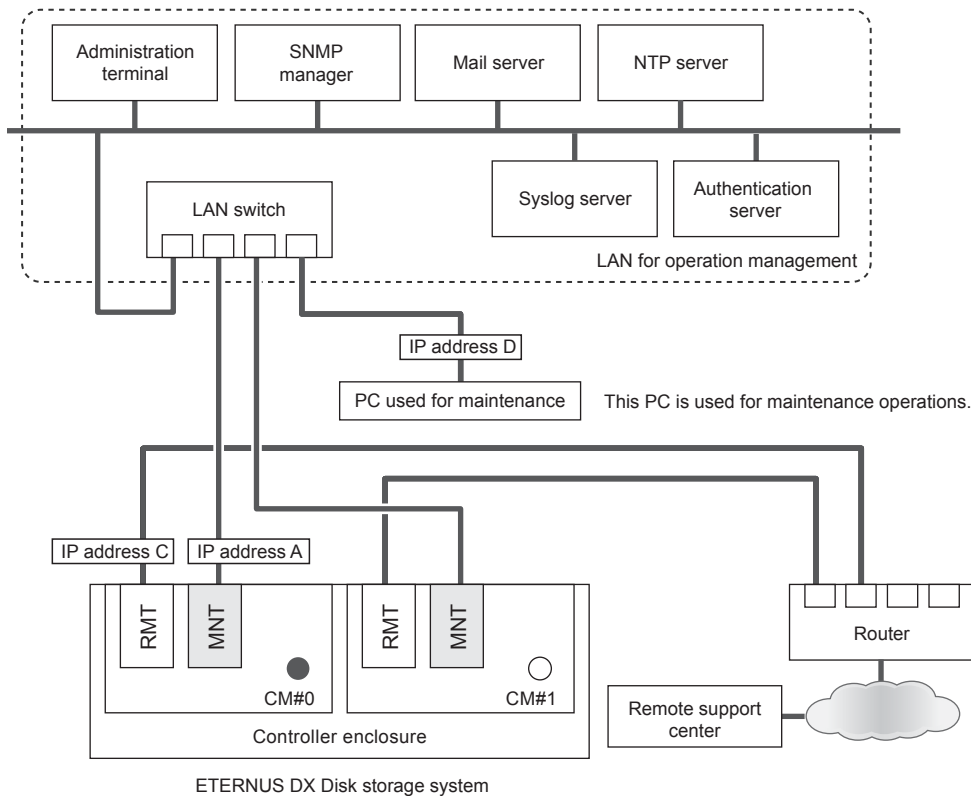 Administration
terminal
SNMP
manager
Mail server
NTP server
Syslog server
Authentication
server
LAN switch
LAN for operation management
IP address D
PC used for maintenance
This PC is used for maintenance operations.
IP address C
IP address A
RMT
MNT
RMT
MNT
CM#0
CM#1
Controller enclosure
Router
Remote support
center
ETERNUS DX Disk storage system